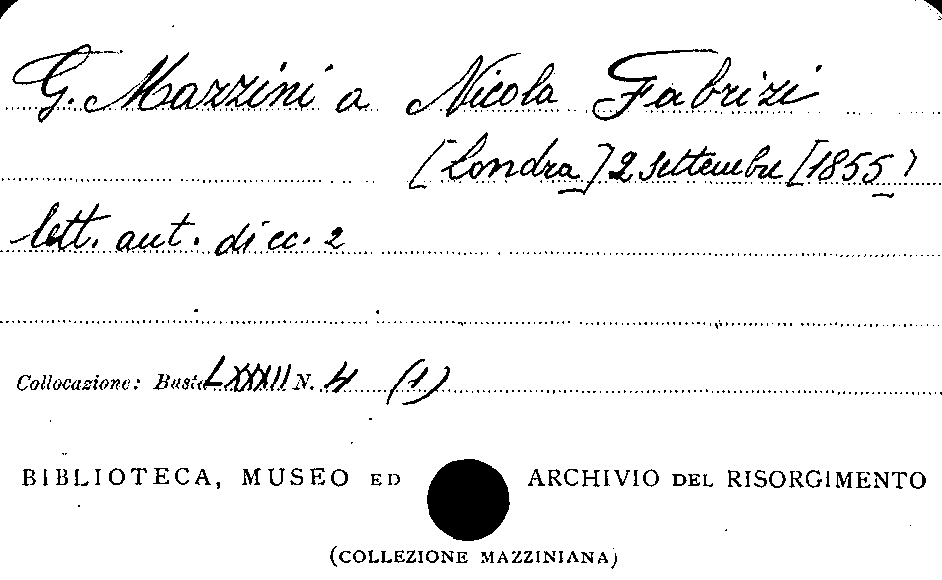 G. Mazzini a Nicola Fabrizi
[Londra] 2 settembre [1855]
lett. aut. di cc. 2
Collocazione: Busta LXXXII N. 4 (1)
BIBLIOTECA, MUSEO ED ARCHIVIO DEL RISORGIMENTO
(COLLEZIONE MAZZINIANA)